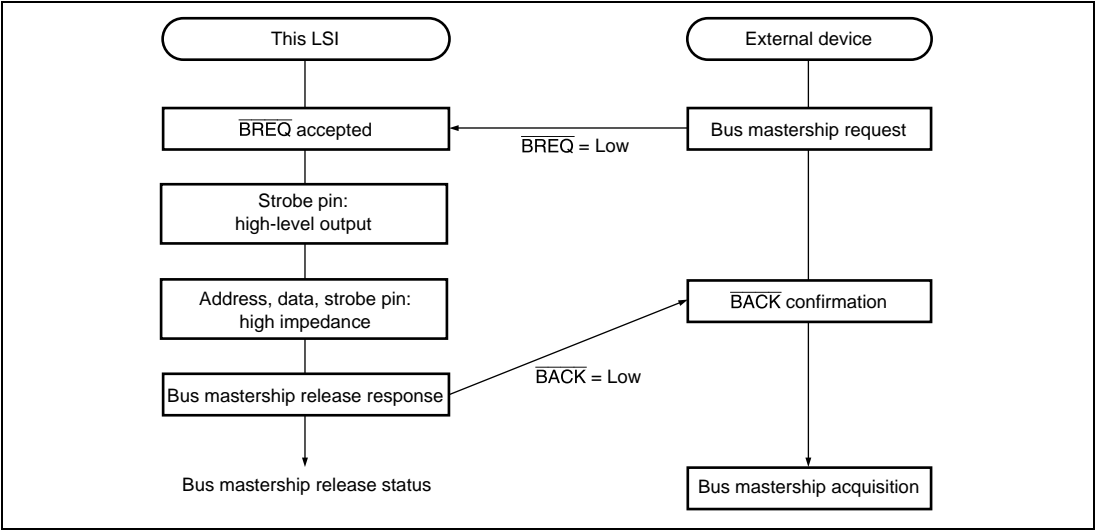 This LSI
External device
BREQ accepted
Bus mastership request
BREQ = Low
Strobe pin:
high-level output
Address, data, strobe pin:
high impedance
BACK confirmation
BACK = Low
Bus mastership release response
Bus mastership release status
Bus mastership acquisition